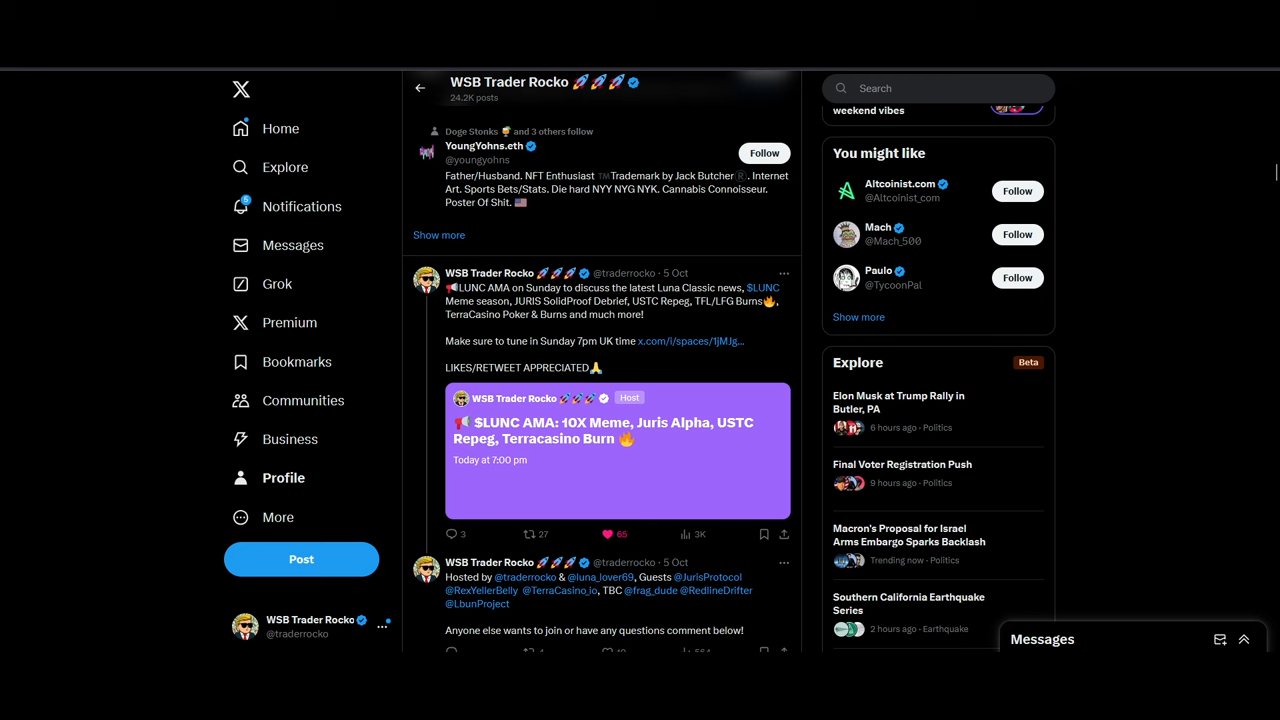 Home
Explore
5
Notifications
Messages
Grok
Premium
Bookmarks
Communities
Business
Profile
More
Post
WSB Trader Rocko
@traderrocko
WSB Trader Rocko 🚀🚀🚀
24.2K posts
Doge Stonks 🍹 and 3 others follow
YoungYohns.eth
@youngyohns
Follow
Father/Husband. NFT Enthusiast ™️Trademark by Jack Butcher®️. Internet
Art. Sports Bets/Stats. Die hard NYY NYG NYK. Cannabis Connoisseur.
Poster Of Shit. 🇺🇸
Show more
WSB Trader Rocko 🚀🚀🚀 @traderrocko · 5 Oct
📢LUNC AMA on Sunday to discuss the latest Luna Classic news, $LUNC
Meme season, JURIS SolidProof Debrief, USTC Repeg, TFL/LFG Burns🔥,
TerraCasino Poker & Burns and much more!
Make sure to tune in Sunday 7pm UK time x.com/i/spaces/1jMJg...
LIKES/RETWEET APPRECIATED🙏
WSB Trader Rocko 🚀🚀🚀 Host
📢 $LUNC AMA: 10X Meme, Juris Alpha, USTC
Repeg, Terracasino Burn 🔥
Today at 7:00 pm
3 27 65 3K
WSB Trader Rocko 🚀🚀🚀 @traderrocko · 5 Oct
Hosted by @traderrocko & @luna_lover69, Guests @JurisProtocol
@RexYellerBelly @TerraCasino_io, TBC @frag_dude @RedlineDrifter
@LbunProject
Anyone else wants to join or have any questions comment below!
Search
weekend vibes
You might like
Altcoinist.com
@Altcoinist_com
Follow
Mach
@Mach_500
Follow
Paulo
@TycoonPal
Follow
Show more
Explore
Beta
Elon Musk at Trump Rally in
Butler, PA
6 hours ago · Politics
Final Voter Registration Push
9 hours ago · Politics
Macron's Proposal for Israel
Arms Embargo Sparks Backlash
Trending now · Politics
Southern California Earthquake
Series
2 hours ago · Earthquake
Messages